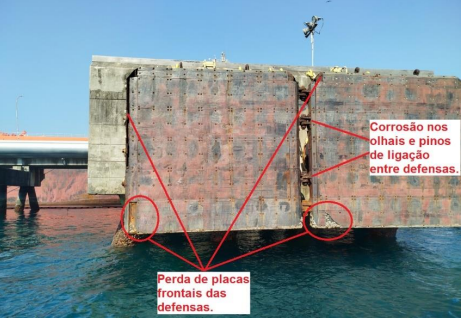 Corrosão nos
olhais e pinos
de ligação
entre defensas.
Perda de placas
frontais das
defensas.